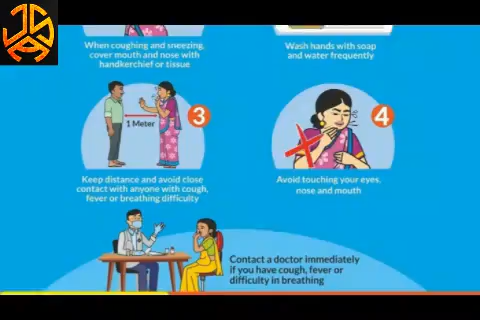 When coughing and sneezing,
cover mouth and nose with
handkerchief or tissue
Wash hands with soap
and water frequently
1 Meter
3
4
Keep distance and avoid close
contact with anyone with cough,
fever or breathing difficulty
Avoid touching your eyes,
nose and mouth
Contact a doctor immediately
if you have cough, fever or
difficulty in breathing